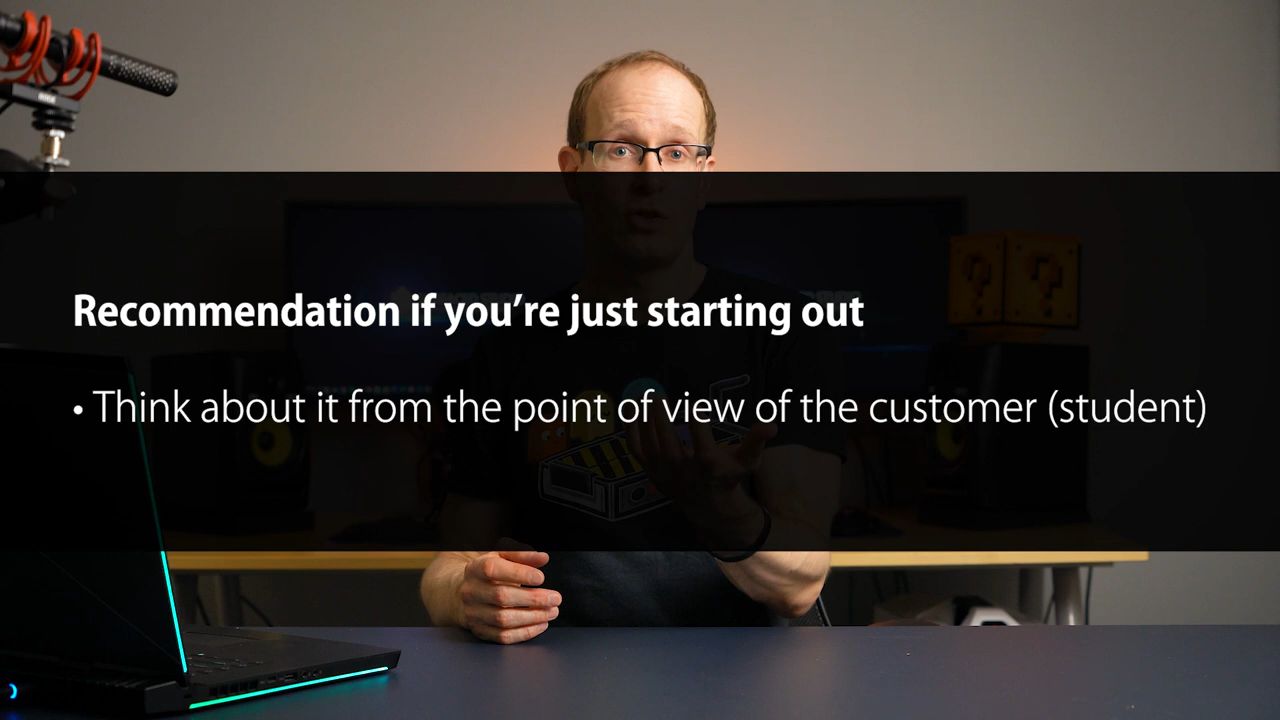 Recommendation if you’re just starting out
• Think about it from the point of view of the customer (student)